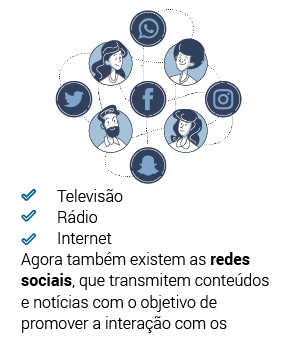 Televisão
Rádio
Internet
Agora também existem as redes
sociais, que transmitem conteúdos
e notícias com o objetivo de
promover a interação com os